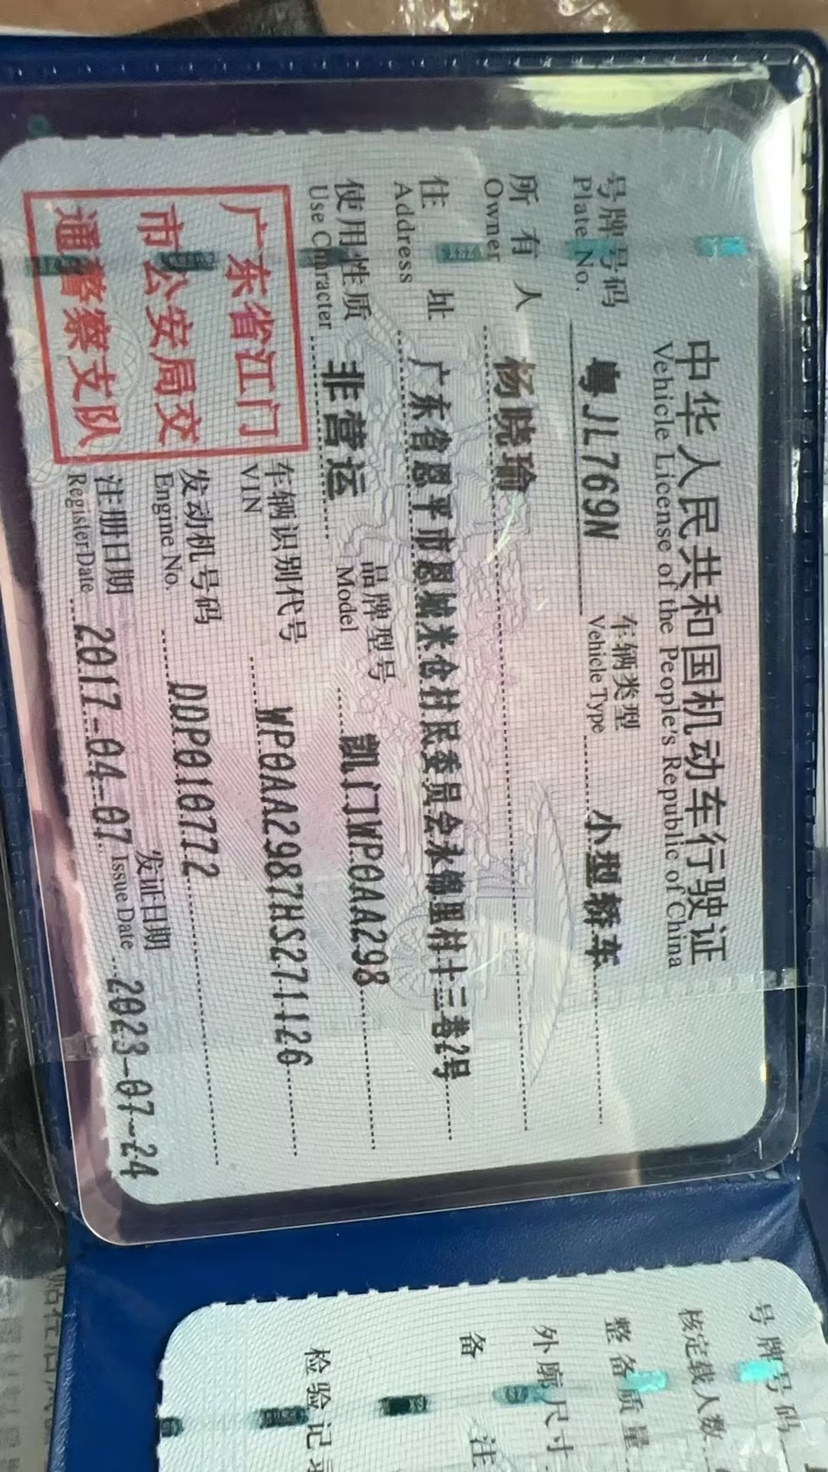 中华人民共和国机动车行驶证
Vehicle License of the People's Republic of China
号牌号码 粤JL769N 车辆类型 小型轿车
Plate No. Vehicle Type
所有人 杨晓瑜
Owner
住址 广东省恩平市恩城米仓村民委员会永锦里村十三巷2号
Address
使用性质 非营运 品牌型号 凯门WP0AA298
Use Character Model
广东省江门
市公安局交
通警察支队
车辆识别代号 WP0AA2987HS271126
VIN
发动机号码 DDP010772
Engine No.
注册日期 2017-04-07 发证日期 2023-07-24
Register Date Issue Date
号牌号码
核定载人数
整备质量
外廓尺寸
备注
检验记